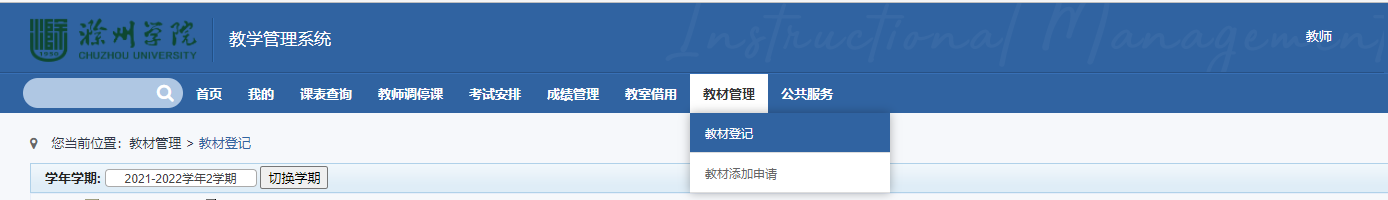 滁州学院
CHUZHOU UNIVERSITY
教学管理系统
Instructional Management
教师
首页 我的 课表查询 教师调停课 考试安排 成绩管理 教室借用 教材管理 公共服务
教材登记
您当前位置：教材管理 > 教材登记
教材添加申请
学年学期: 2021-2022学年2学期 切换学期